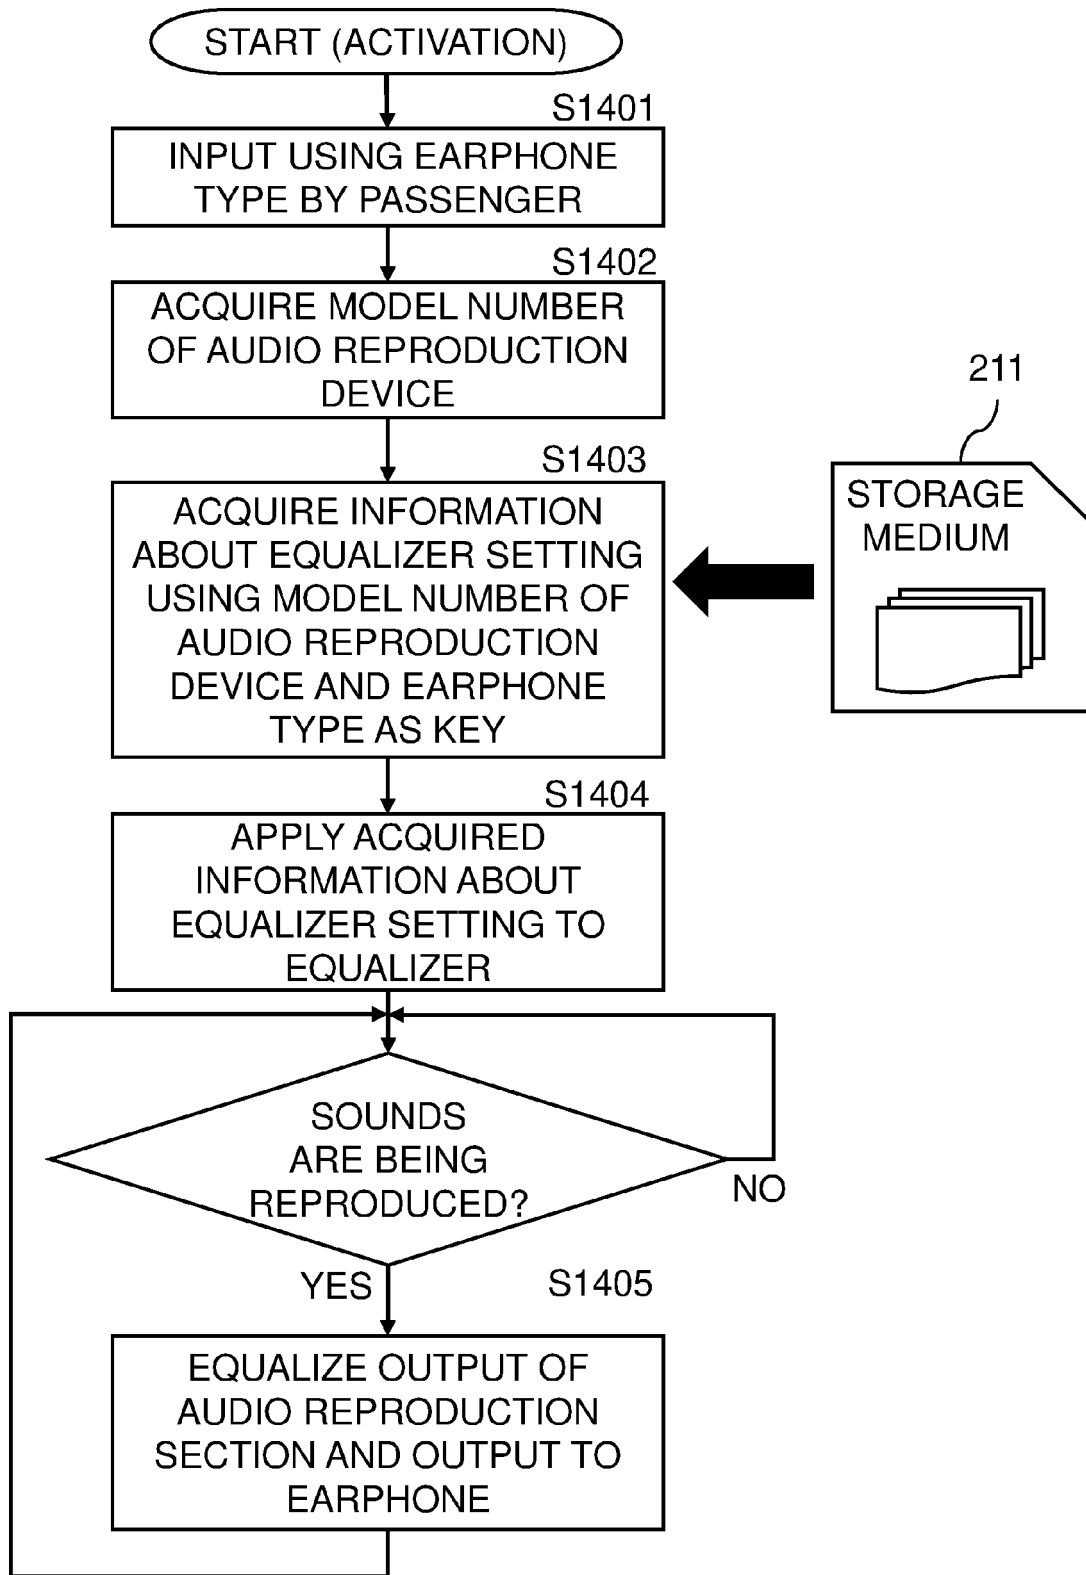 START (ACTIVATION)
S1401
INPUT USING EARPHONE
TYPE BY PASSENGER
S1402
ACQUIRE MODEL NUMBER
OF AUDIO REPRODUCTION
DEVICE
211
S1403
STORAGE
MEDIUM
ACQUIRE INFORMATION
ABOUT EQUALIZER SETTING
USING MODEL NUMBER OF
AUDIO REPRODUCTION
DEVICE AND EARPHONE
TYPE AS KEY
S1404
APPLY ACQUIRED
INFORMATION ABOUT
EQUALIZER SETTING TO
EQUALIZER
SOUNDS
ARE BEING
REPRODUCED?
NO
YES
S1405
EQUALIZE OUTPUT OF
AUDIO REPRODUCTION
SECTION AND OUTPUT TO
EARPHONE